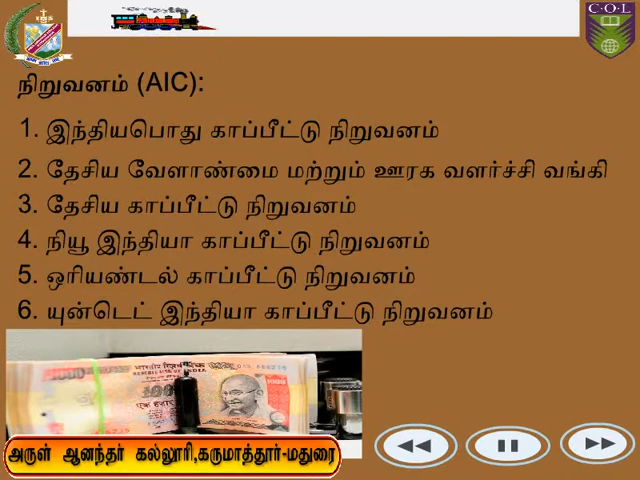 C.O.L
நிறுவனம் (AIC):
1. இந்தியபொது காப்பீட்டு நிறுவனம்
2. தேசிய வேளாண்மை மற்றும் ஊரக வளர்ச்சி வங்கி
3. தேசிய காப்பீட்டு நிறுவனம்
4. நியூ இந்தியா காப்பீட்டு நிறுவனம்
5. ஒரியண்டல் காப்பீட்டு நிறுவனம்
6. யுன்டெட் இந்தியா காப்பீட்டு நிறுவனம்
அருள் ஆனந்தர் கல்லூரி,கருமாத்தூர்-மதுரை